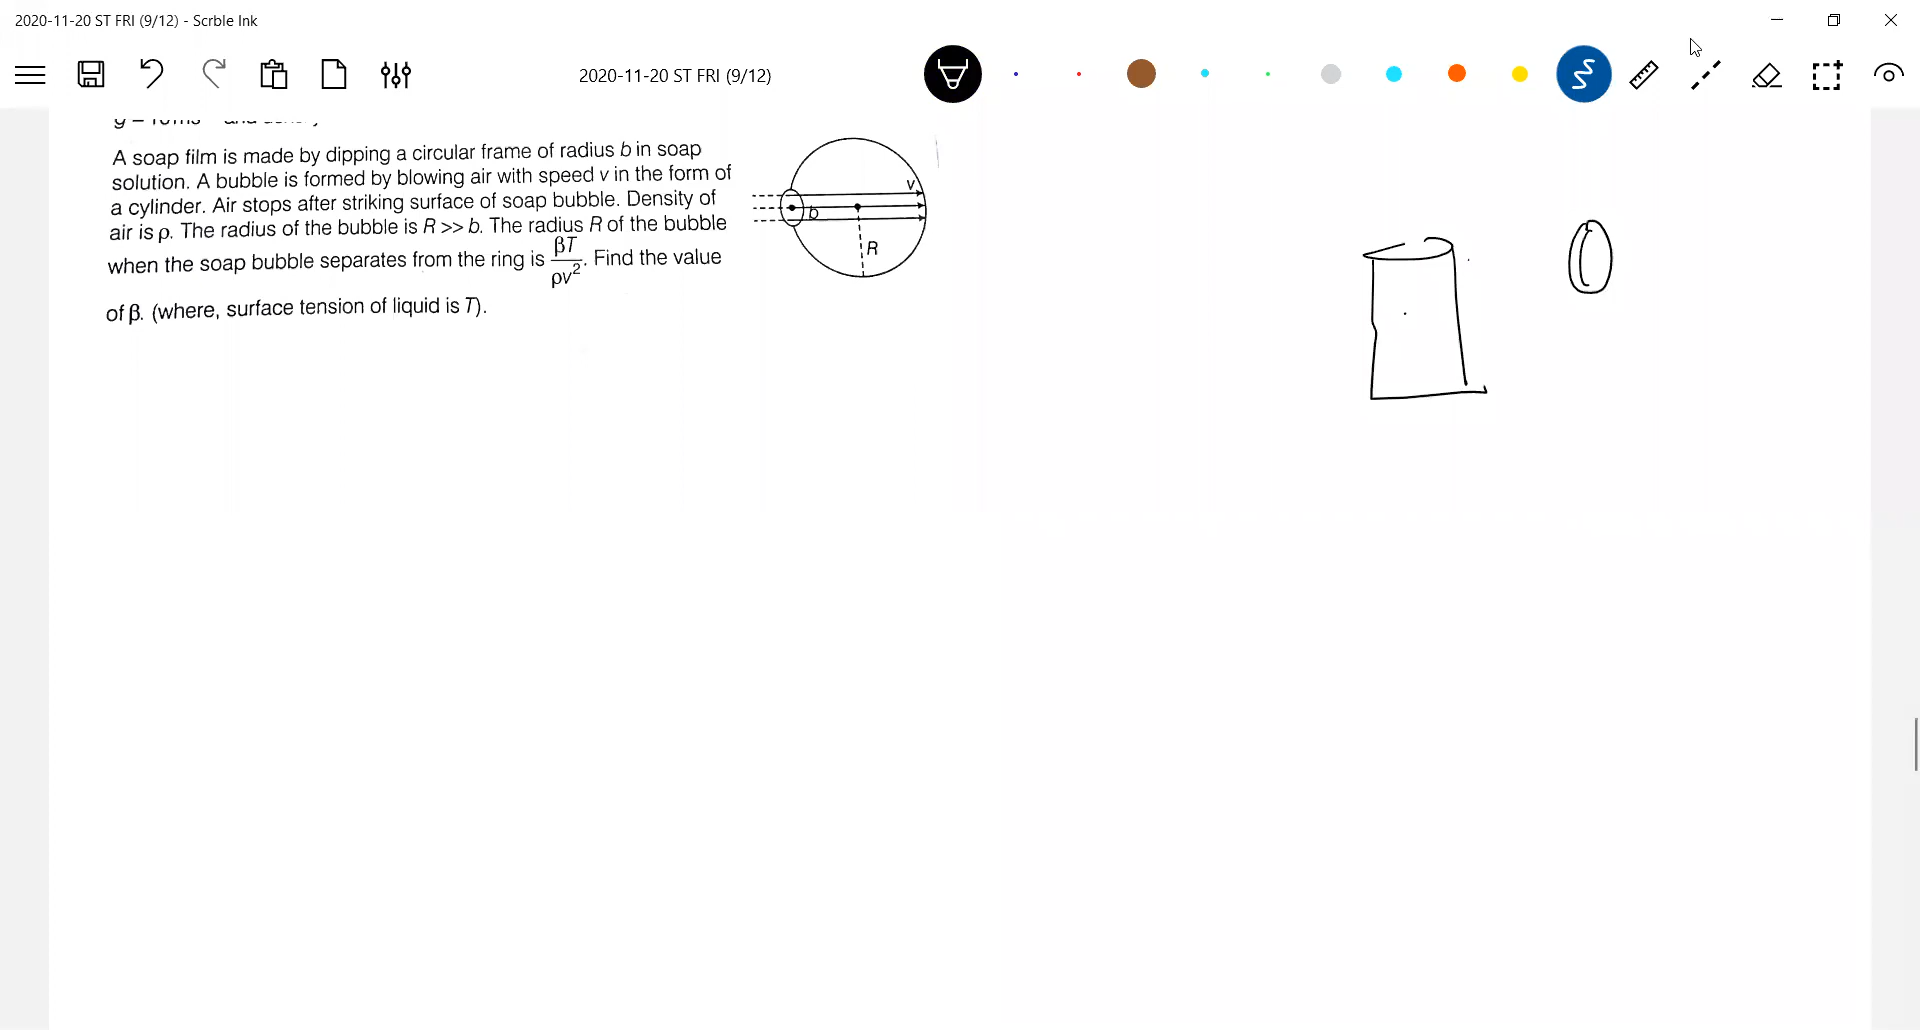 2020-11-20 ST FRI (9/12) - Scrble Ink
2020-11-20 ST FRI (9/12)
A soap film is made by dipping a circular frame of radius b in soap
solution. A bubble is formed by blowing air with speed v in the form of
a cylinder. Air stops after striking surface of soap bubble. Density of
air is ρ. The radius of the bubble is R >> b. The radius R of the bubble
when the soap bubble separates from the ring is βT/ρv². Find the value
of β. (where, surface tension of liquid is T).
v
b
R